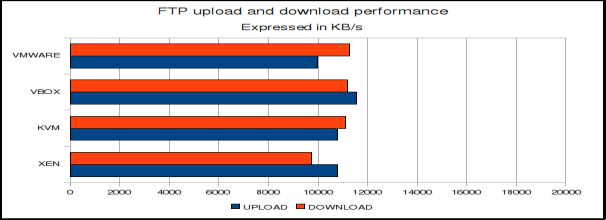 FTP upload and download performance
Expressed in KB/s
VMWARE
VBOX
KVM
XEN
0 2000 4000 6000 8000 10000 12000 14000 16000 18000 20000
UPLOAD DOWNLOAD